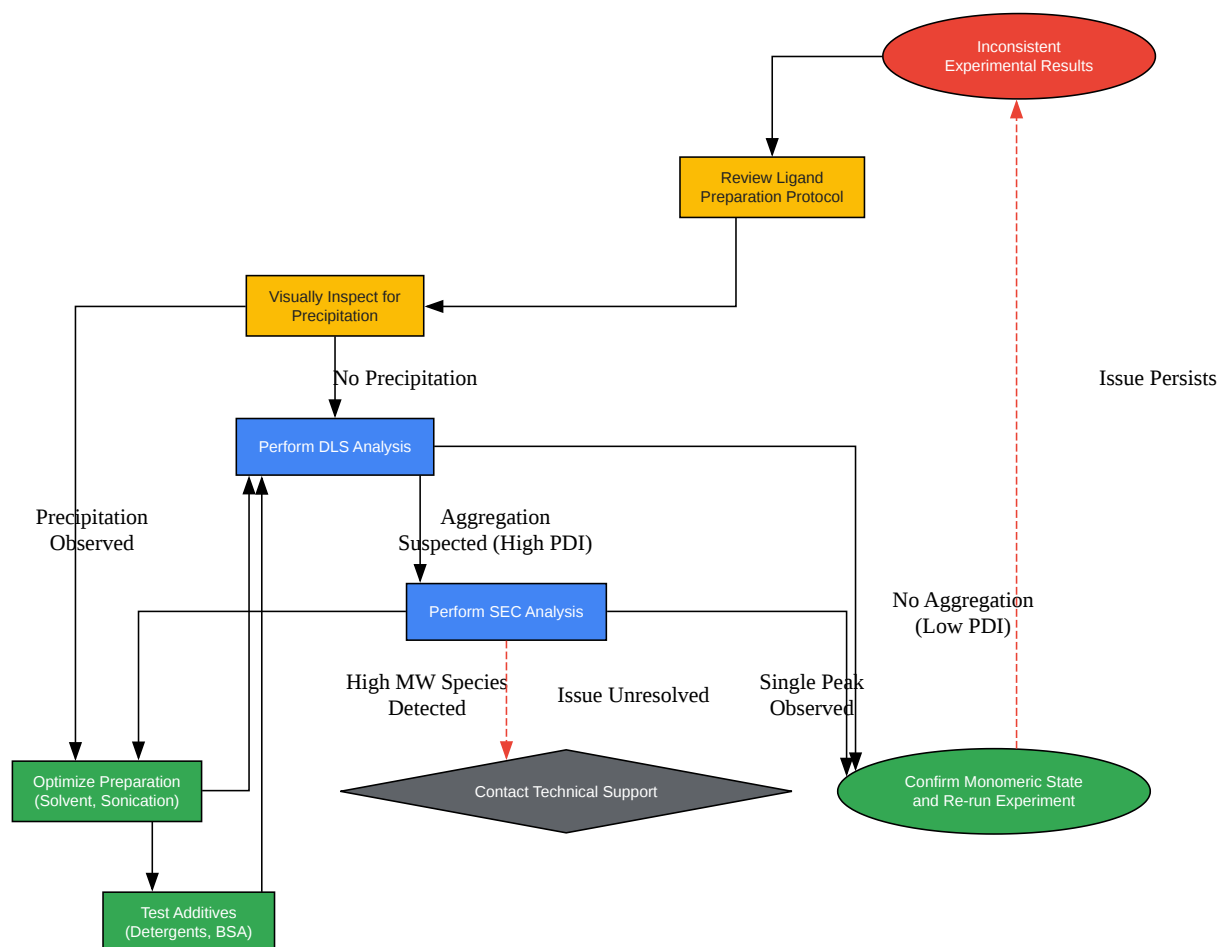 Inconsistent
Experimental Results
Review Ligand
Preparation Protocol
Visually Inspect for
Precipitation
No Precipitation
Issue Persists
Perform DLS Analysis
Precipitation
Observed
Aggregation
Suspected (High PDI)
No Aggregation
(Low PDI)
Perform SEC Analysis
High MW Species
Detected
Issue Unresolved
Single Peak
Observed
Optimize Preparation
(Solvent, Sonication)
Contact Technical Support
Confirm Monomeric State
and Re-run Experiment
Test Additives
(Detergents, BSA)